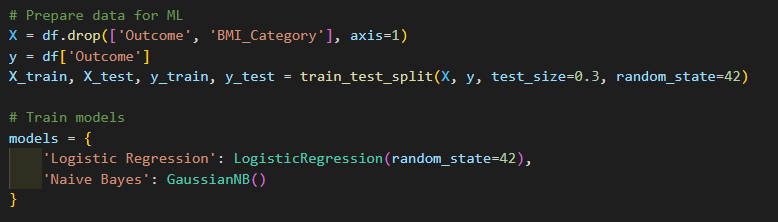 # Prepare data for ML
X = df.drop(['Outcome', 'BMI_Category'], axis=1)
y = df['Outcome']
X_train, X_test, y_train, y_test = train_test_split(X, y, test_size=0.3, random_state=42)
# Train models
models = {
    'Logistic Regression': LogisticRegression(random_state=42),
    'Naive Bayes': GaussianNB()
}